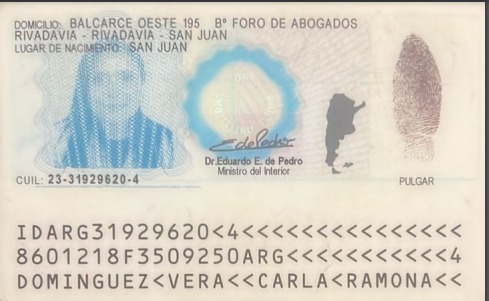 DOMICILIO: BALCARCE OESTE 195 Bº FORO DE ABOGADOS
RIVADAVIA - RIVADAVIA - SAN JUAN
LUGAR DE NACIMIENTO: SAN JUAN
EdePedro
Dr. Eduardo E. de Pedro
Ministro del Interior
CUIL: 23-31929620-4
PULGAR
IDARG31929620<4<<<<<<<<<<<<<<<
8601218F3509250ARG<<<<<<<<<<<4
DOMINGUEZ<VERA<<CARLA<RAMONA<<